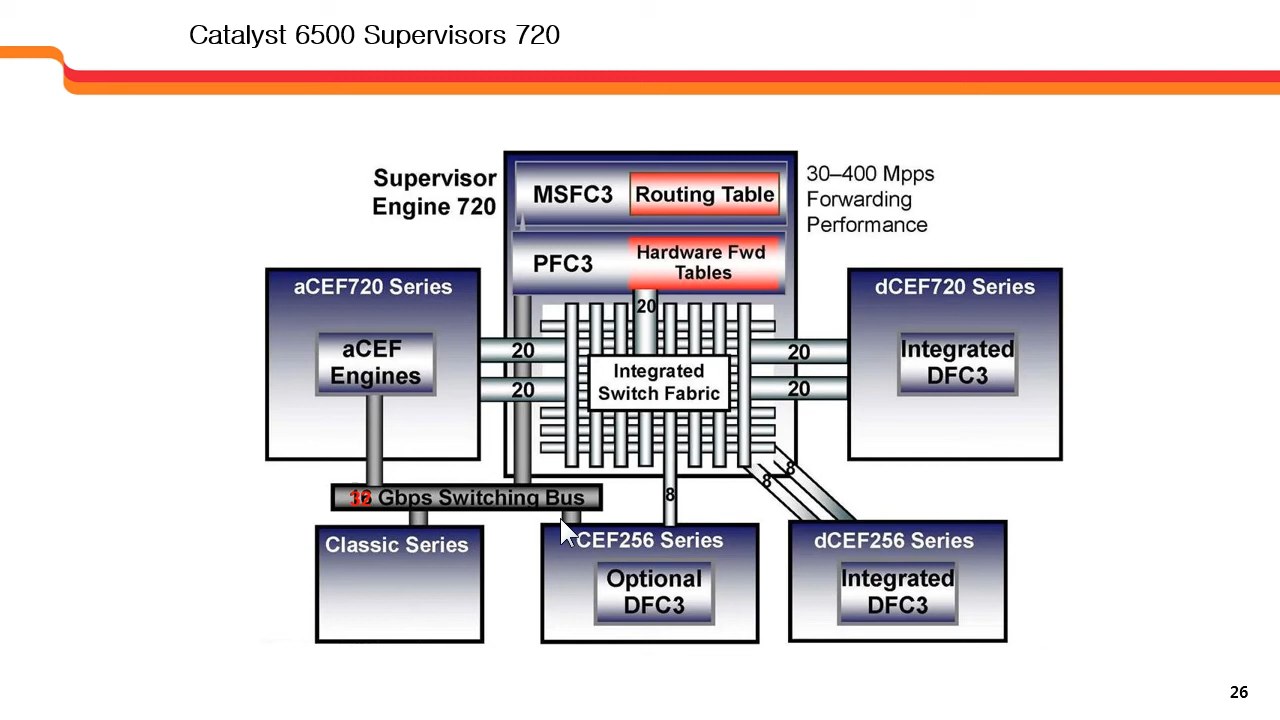 Catalyst 6500 Supervisors 720
Supervisor
Engine 720
MSFC3
Routing Table
30–400 Mpps
Forwarding
Performance
PFC3
Hardware Fwd
Tables
aCEF720 Series
aCEF
Engines
20
20
20
Integrated
Switch Fabric
20
20
dCEF720 Series
Integrated
DFC3
8
8
8
Gbps Switching Bus
Classic Series
CEF256 Series
Optional
DFC3
dCEF256 Series
Integrated
DFC3
26